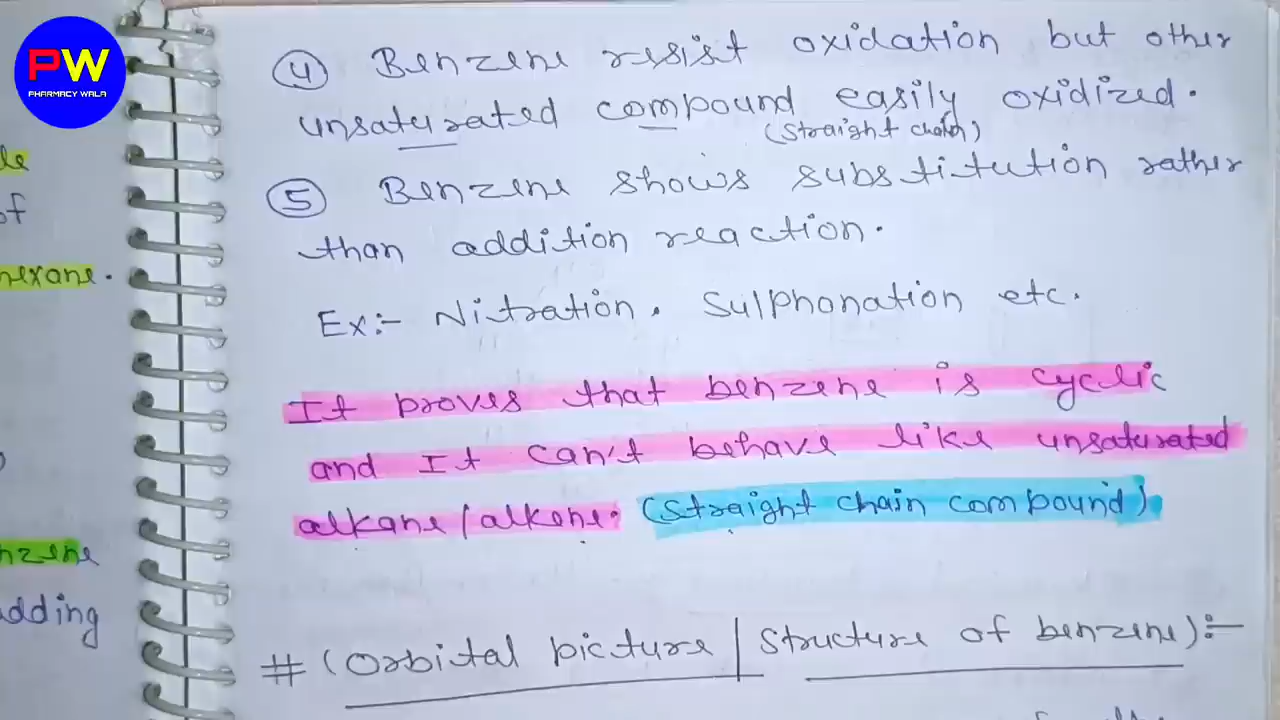 PW
PHARMACY WALA
④ Benzene resist oxidation but other
unsaturated compound easily oxidized.
(straight chain)
⑤ Benzene shows substitution rather
than addition reaction.
Ex:- Nitration, Sulphonation etc.
It proves that benzene is cyclic
and It can't behave like unsaturated
alkane/alkene. (straight chain compound)
# (Orbital picture | structure of benzene):-
of
hexane.
nzene
dding